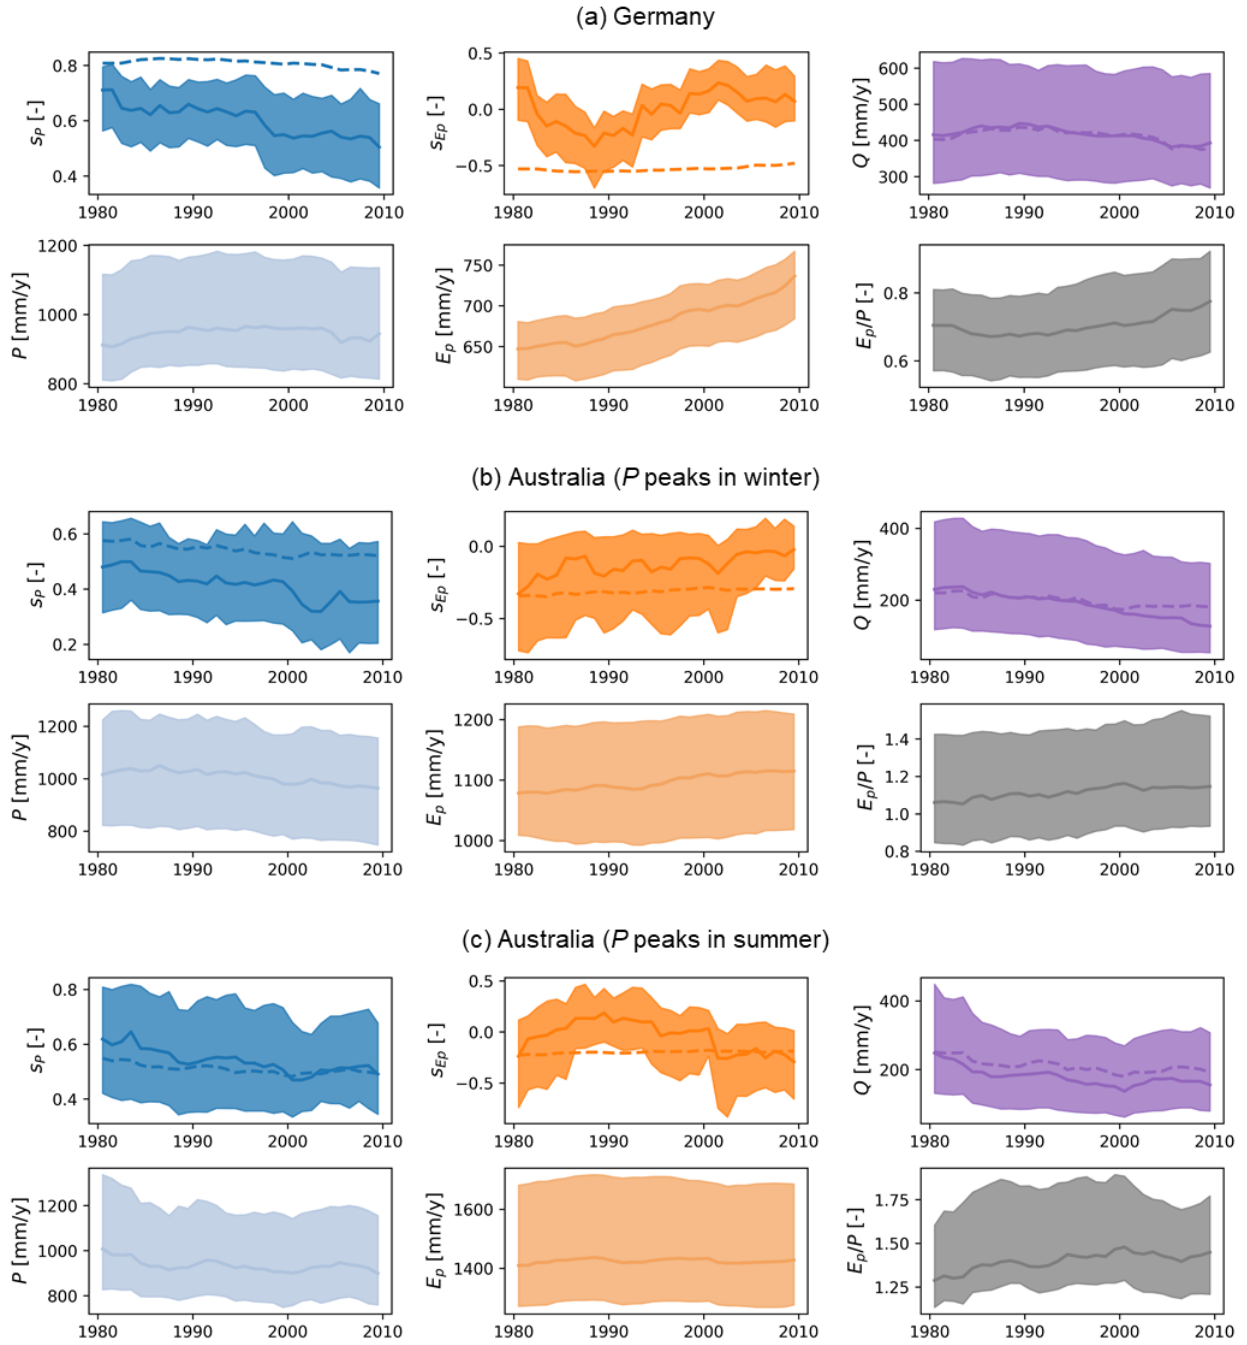 (a) Germany
0.8
0.6
0.4
s_P [-]
1980 1990 2000 2010
0.5
0.0
−0.5
s_Ep [-]
1980 1990 2000 2010
600
500
400
300
Q [mm/y]
1980 1990 2000 2010
1200
1000
800
P [mm/y]
1980 1990 2000 2010
750
700
650
E_p [mm/y]
1980 1990 2000 2010
0.8
0.6
E_p/P [-]
1980 1990 2000 2010
(b) Australia (P peaks in winter)
0.6
0.4
0.2
s_P [-]
1980 1990 2000 2010
0.0
−0.5
s_Ep [-]
1980 1990 2000 2010
400
200
Q [mm/y]
1980 1990 2000 2010
1200
1000
800
P [mm/y]
1980 1990 2000 2010
1200
1100
1000
E_p [mm/y]
1980 1990 2000 2010
1.4
1.2
1.0
0.8
E_p/P [-]
1980 1990 2000 2010
(c) Australia (P peaks in summer)
0.8
0.6
0.4
s_P [-]
1980 1990 2000 2010
0.5
0.0
−0.5
s_Ep [-]
1980 1990 2000 2010
400
200
Q [mm/y]
1980 1990 2000 2010
1200
1000
800
P [mm/y]
1980 1990 2000 2010
1600
1400
E_p [mm/y]
1980 1990 2000 2010
1.75
1.50
1.25
E_p/P [-]
1980 1990 2000 2010